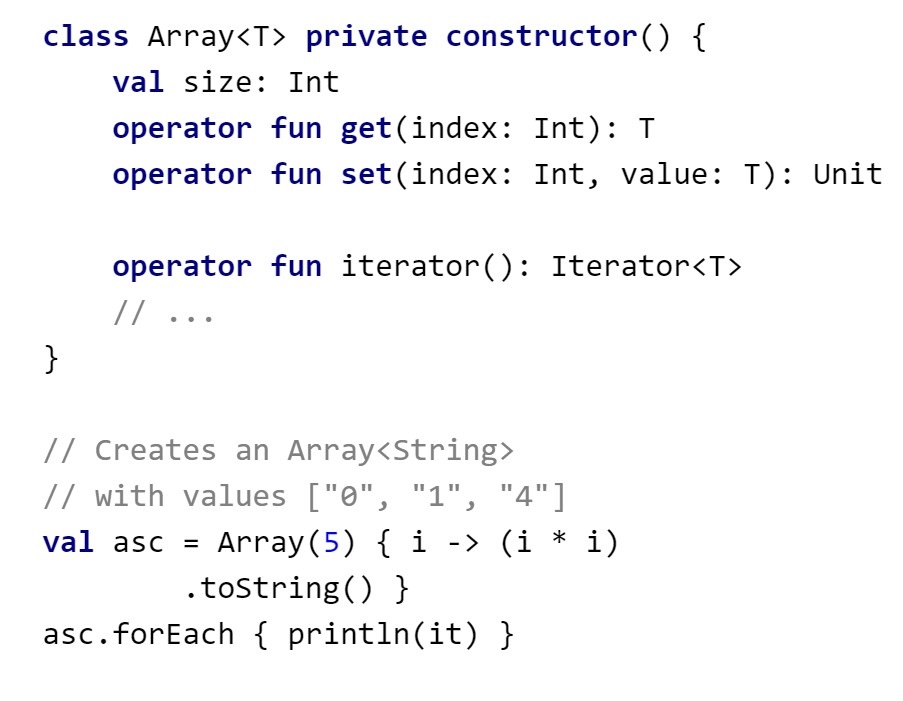 class Array<T> private constructor() {
    val size: Int
    operator fun get(index: Int): T
    operator fun set(index: Int, value: T): Unit

    operator fun iterator(): Iterator<T>
    // ...
}

// Creates an Array<String>
// with values ["0", "1", "4"]
val asc = Array(5) { i -> (i * i)
        .toString() }
asc.forEach { println(it) }